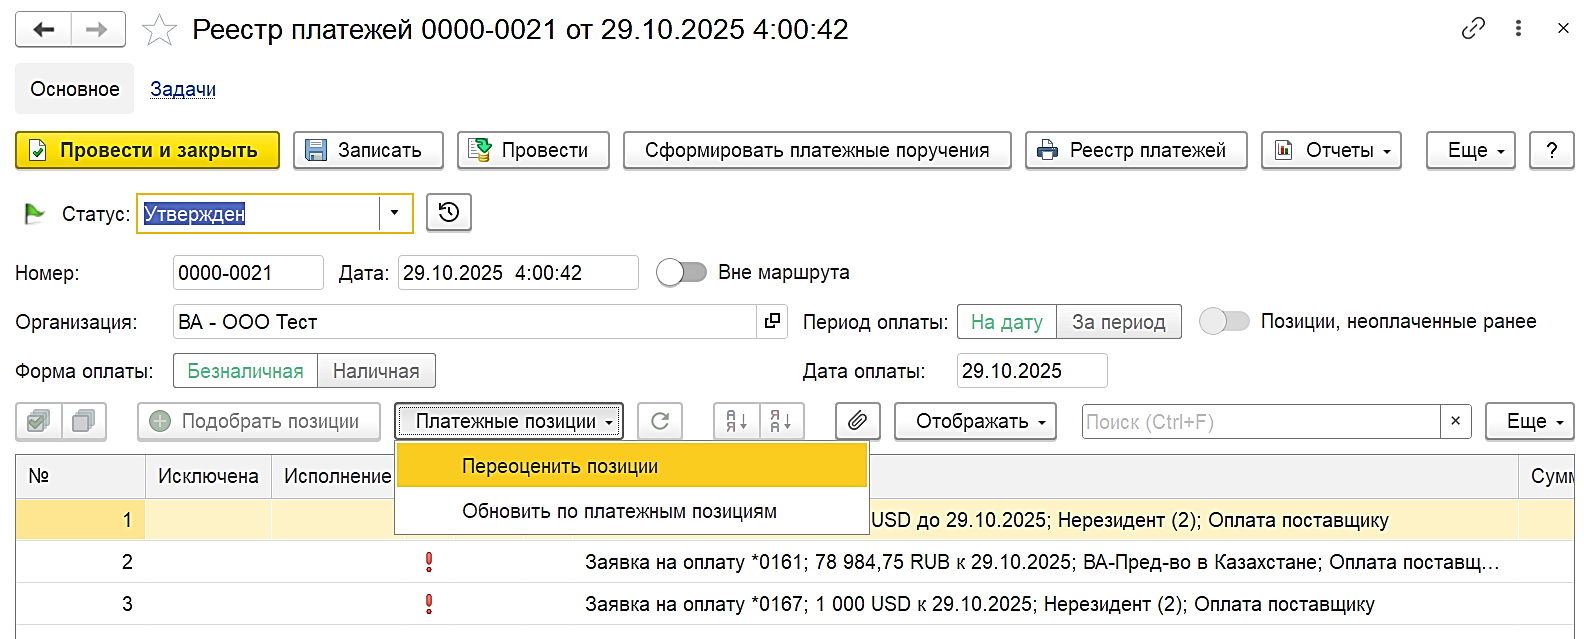 Реестр платежей 0000-0021 от 29.10.2025 4:00:42
Основное Задачи
Провести и закрыть Записать Провести Сформировать платежные поручения Реестр платежей Отчеты Еще ?
Статус: Утвержден
Номер: 0000-0021 Дата: 29.10.2025 4:00:42 Вне маршрута
Организация: ВА - ООО Тест Период оплаты: На дату За период Позиции, неоплаченные ранее
Форма оплаты: Безналичная Наличная Дата оплаты: 29.10.2025
Подобрать позиции Платежные позиции А Я Я А Отображать Поиск (Ctrl+F) × Еще
№ Исключена Исполнение Сумм
Переоценить позиции
Обновить по платежным позициям
1 USD до 29.10.2025; Нерезидент (2); Оплата поставщику
2 Заявка на оплату *0161; 78 984,75 RUB к 29.10.2025; ВА-Пред-во в Казахстане; Оплата поставщ...
3 Заявка на оплату *0167; 1 000 USD к 29.10.2025; Нерезидент (2); Оплата поставщику